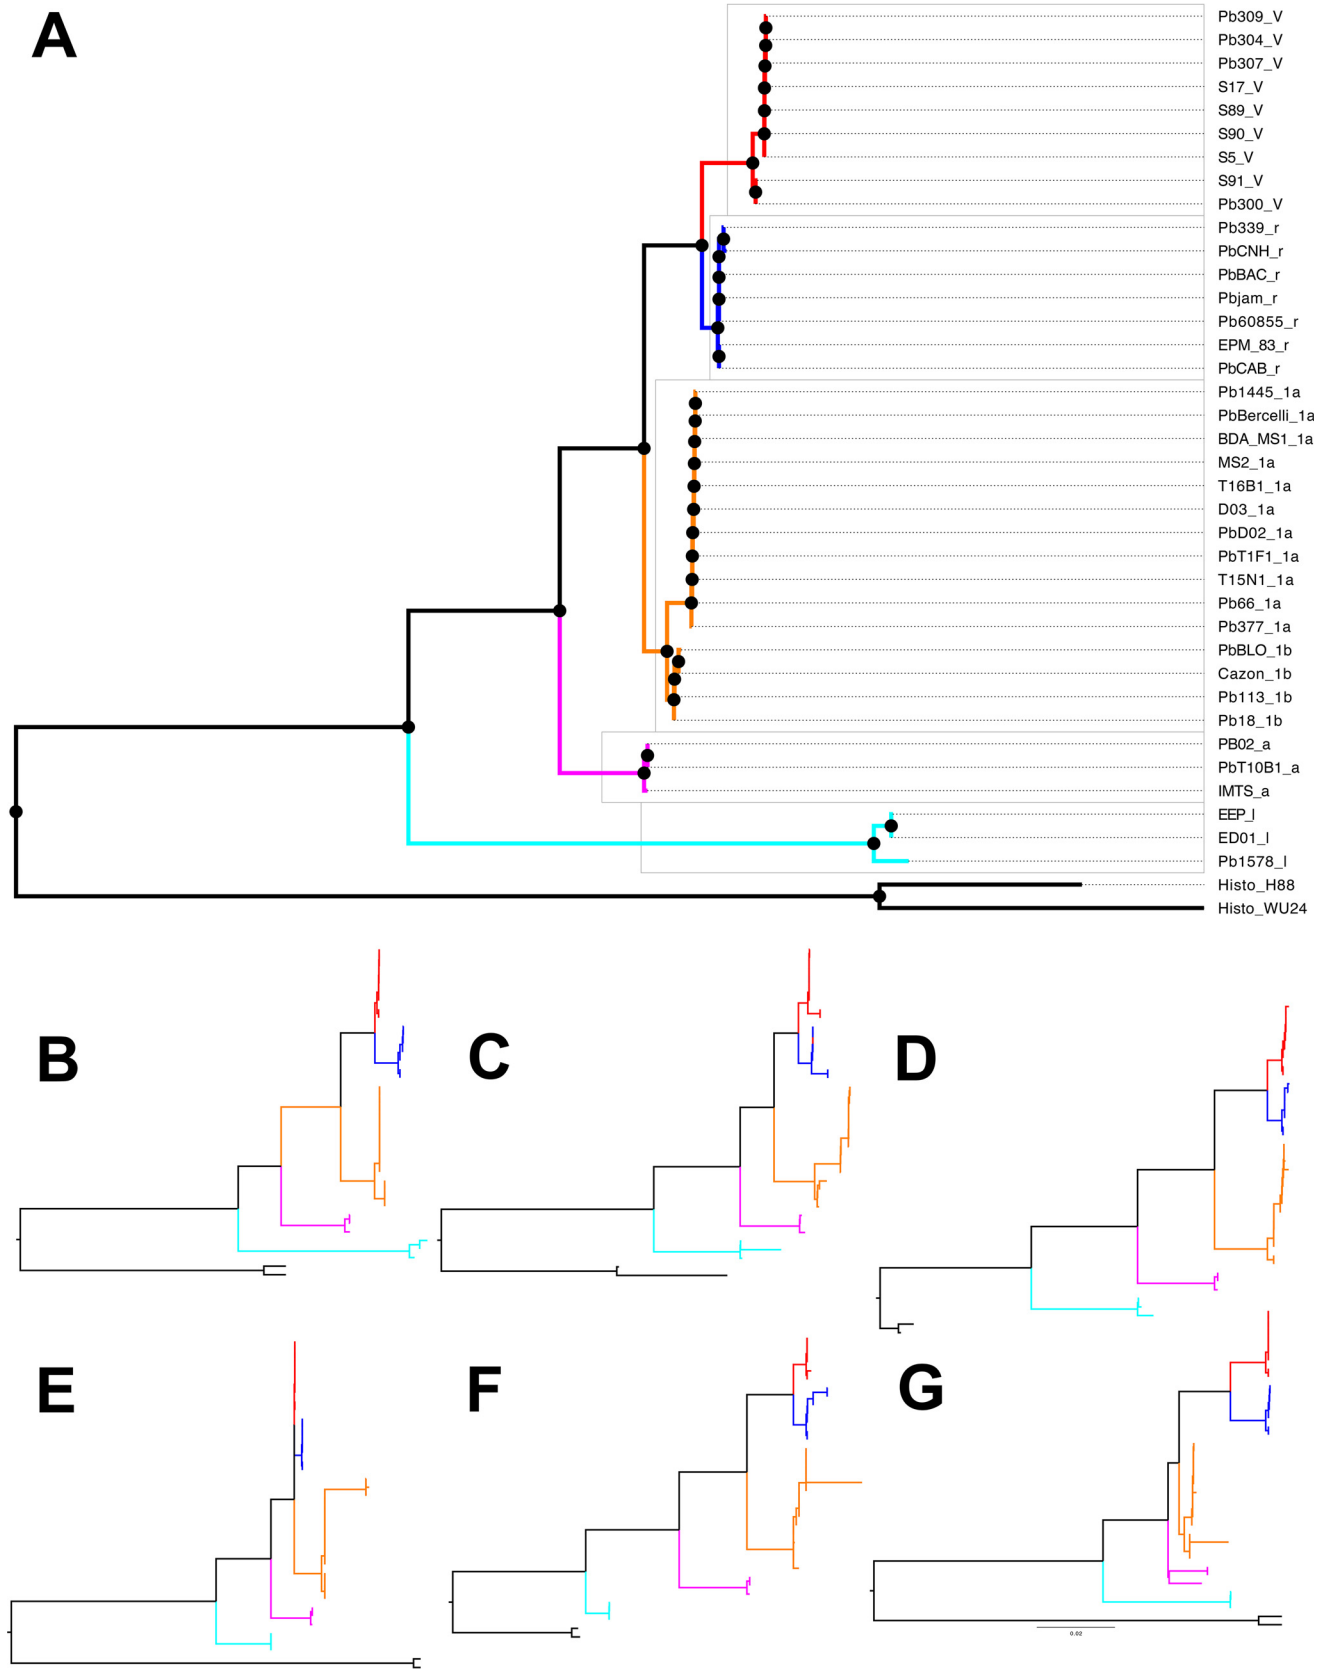 A
Pb309_V
Pb304_V
Pb307_V
S17_V
S89_V
S90_V
S5_V
S91_V
Pb300_V
Pb339_r
PbCNH_r
PbBAC_r
Pbjam_r
Pb60855_r
EPM_83_r
PbCAB_r
Pb1445_1a
PbBercelli_1a
BDA_MS1_1a
MS2_1a
T16B1_1a
D03_1a
PbD02_1a
PbT1F1_1a
T15N1_1a
Pb66_1a
Pb377_1a
PbBLO_1b
Cazon_1b
Pb113_1b
Pb18_1b
PB02_a
PbT10B1_a
IMTS_a
EEP_l
ED01_l
Pb1578_l
Histo_H88
Histo_WU24
B
C
D
E
F
G
0.02